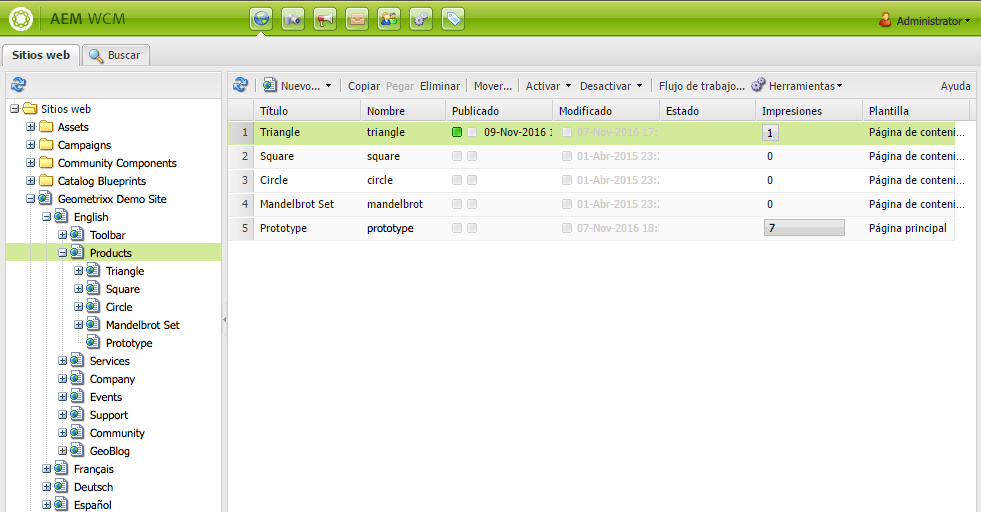 AEM WCM
Administrator
Sitios web
Buscar
Nuevo...
Copiar
Pegar
Eliminar
Mover...
Activar
Desactivar
Flujo de trabajo...
Herramientas
Ayuda
Sitios web
Assets
Campaigns
Community Components
Catalog Blueprints
Geometrixx Demo Site
English
Toolbar
Products
Triangle
Square
Circle
Mandelbrot Set
Prototype
Services
Company
Events
Support
Community
GeoBlog
Français
Deutsch
Español
Título Nombre Publicado Modificado Estado Impresiones Plantilla
1 Triangle triangle 09-Nov-2016 1 07-Nov-2016 17: 1 Página de conteni...
2 Square square 01-Abr-2015 23:2 0 Página de conteni...
3 Circle circle 01-Abr-2015 23:2 0 Página de conteni...
4 Mandelbrot Set mandelbrot 01-Abr-2015 23:2 0 Página de conteni...
5 Prototype prototype 07-Nov-2016 18: 7 Página principal